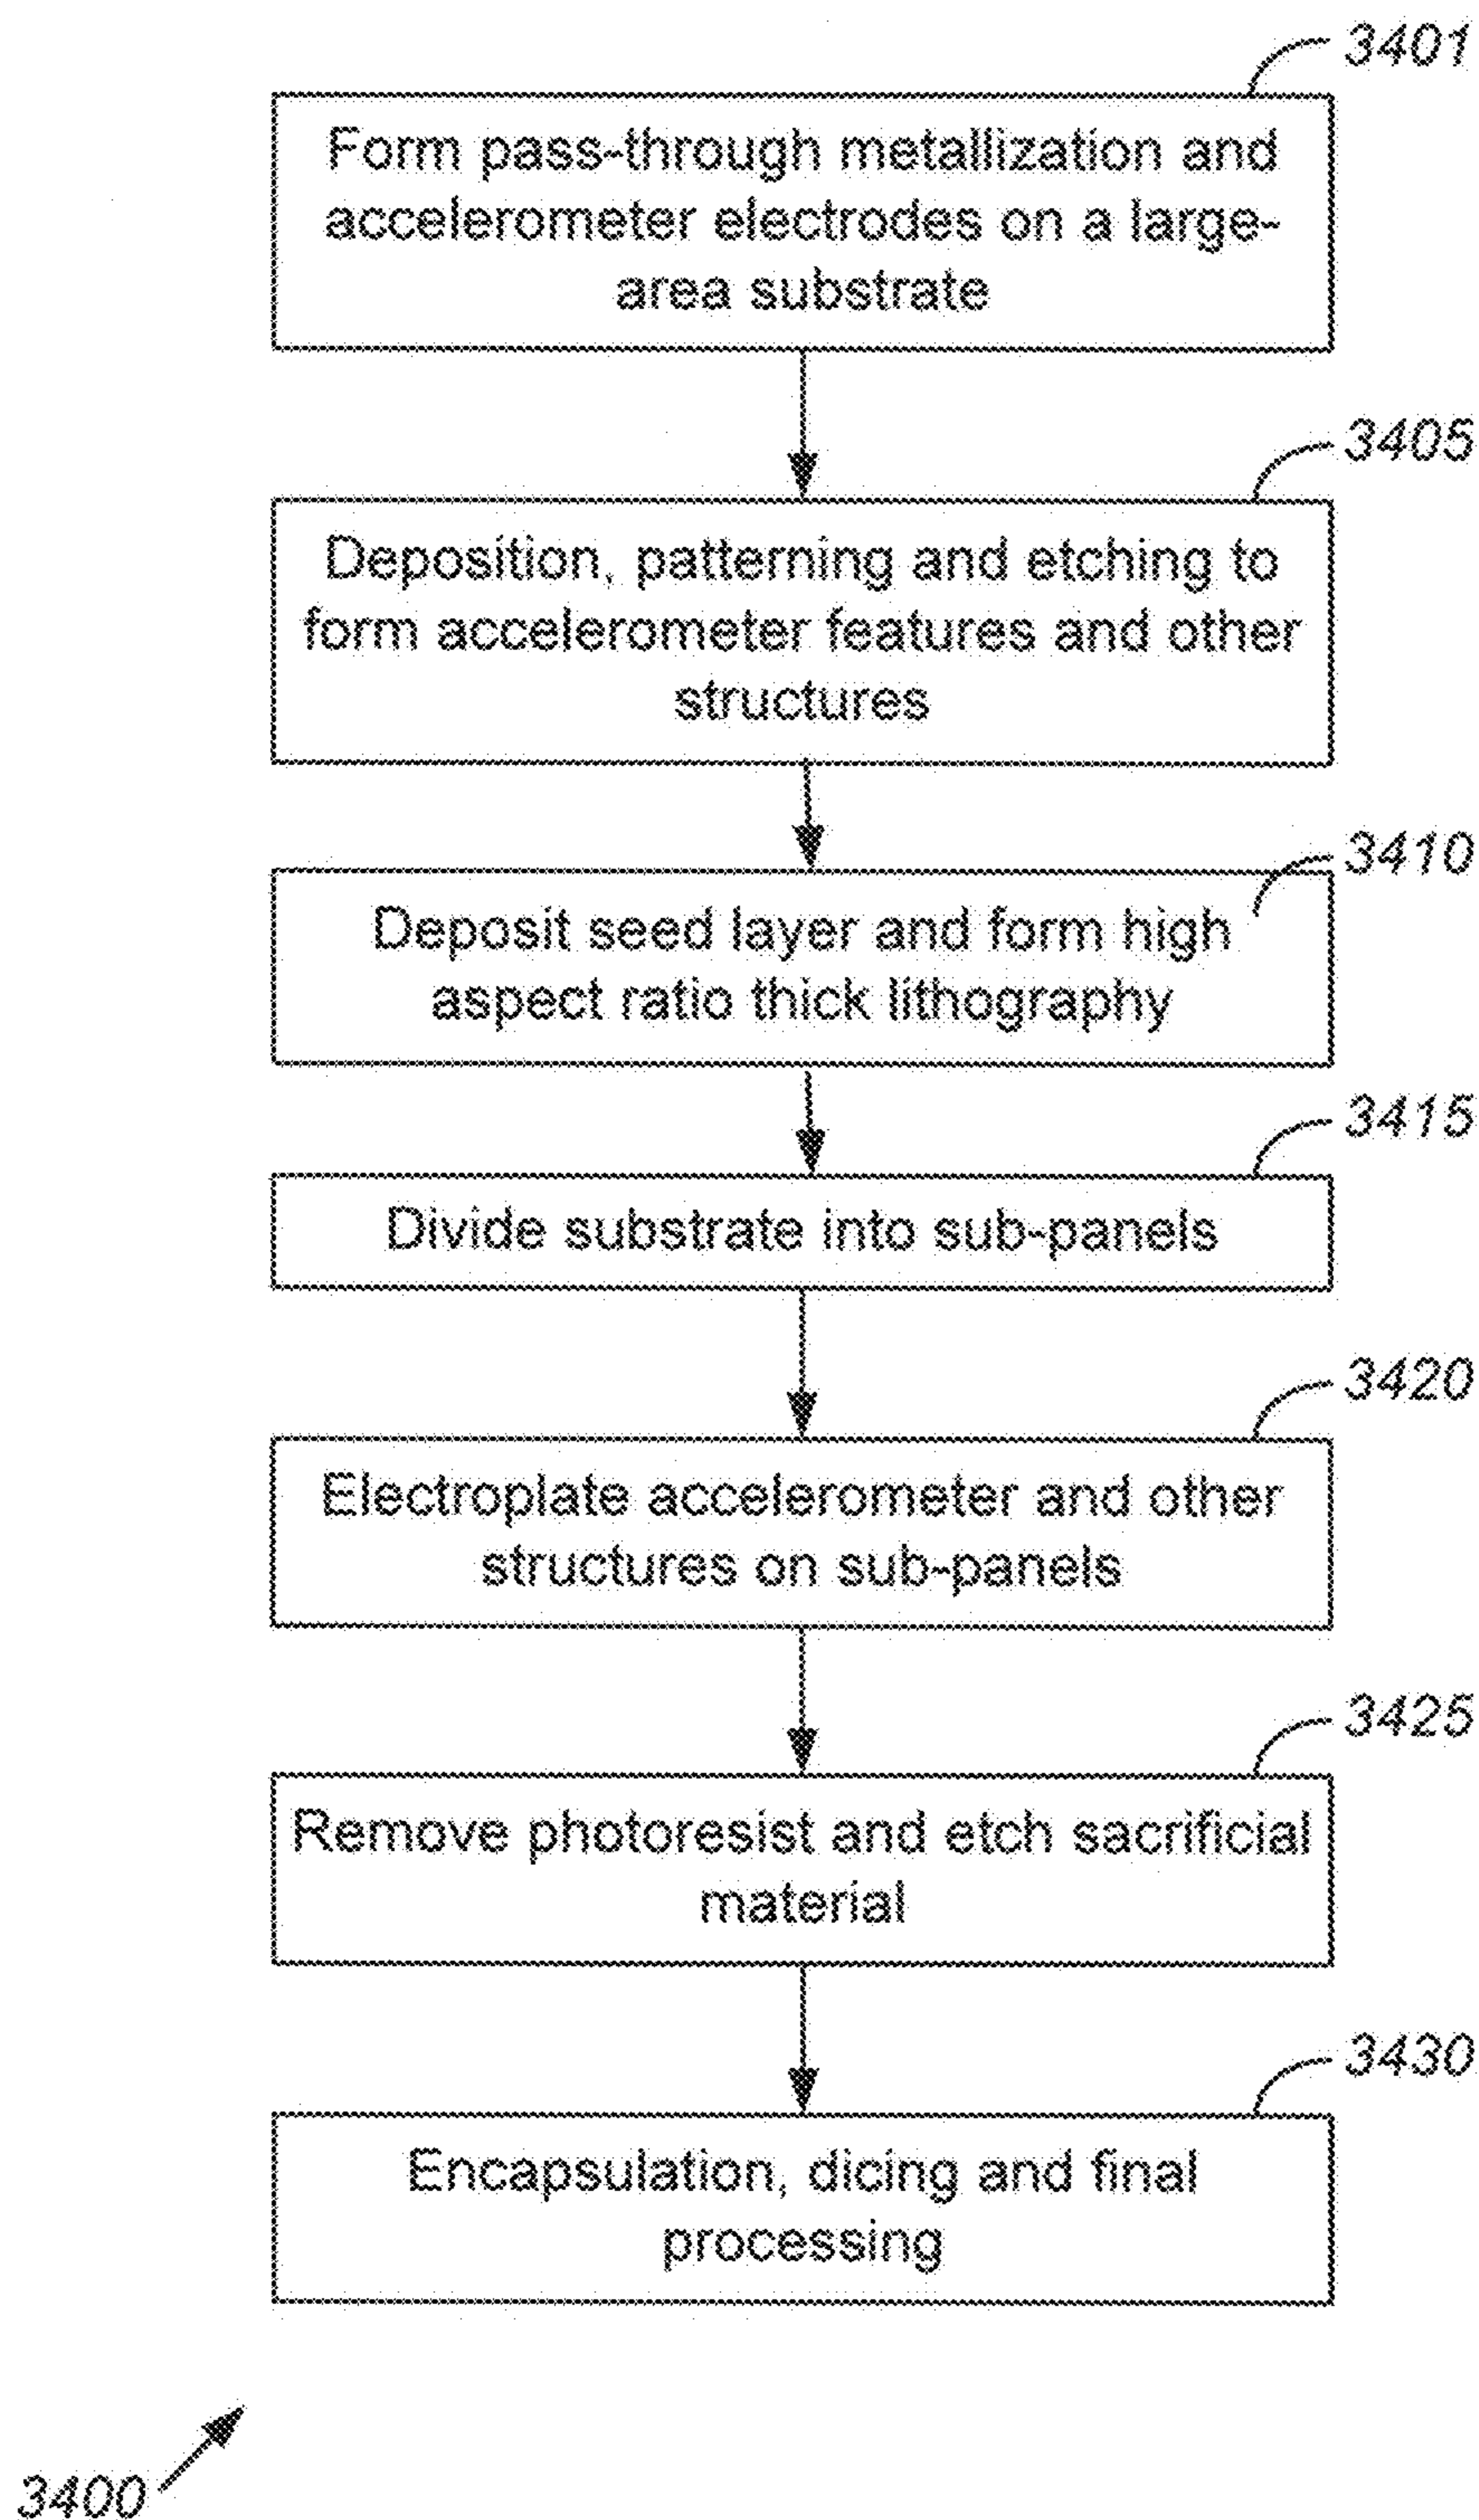 3401
Form pass-through metallization and
accelerometer electrodes on a large-
area substrate
3405
Deposition, patterning and etching to
form accelerometer features and other
structures
3410
Deposit seed layer and form high
aspect ratio thick lithography
3415
Divide substrate into sub-panels
3420
Electroplate accelerometer and other
structures on sub-panels
3425
Remove photoresist and etch sacrificial
material
3430
Encapsulation, dicing and final
processing
3400